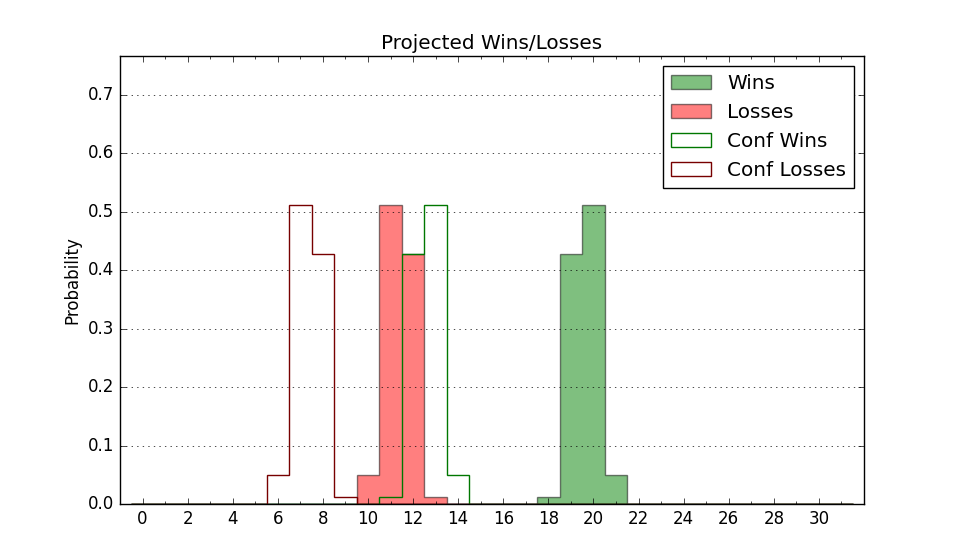 Projected Wins/Losses
Wins
Losses
Conf Wins
Conf Losses
Probability
0.7
0.6
0.5
0.4
0.3
0.2
0.1
0.0
0 2 4 6 8 10 12 14 16 18 20 22 24 26 28 30